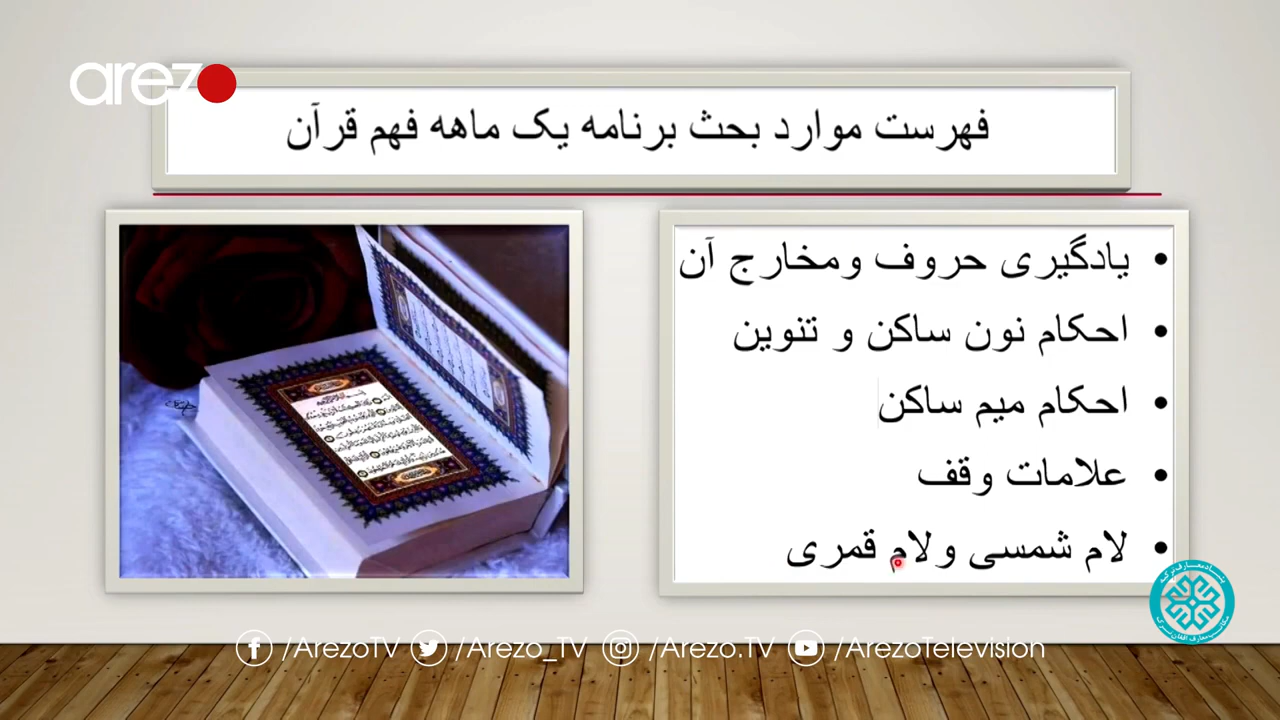 arezo
فهرست موارد بحث برنامه یک ماهه فهم قرآن
• یادگیری حروف ومخارج آن
• احکام نون ساکن و تنوین
• احکام میم ساکن
• علامات وقف
• لام شمسی ولام قمری
/ArezoTV /Arezo_TV /Arezo.TV /ArezoTelevision